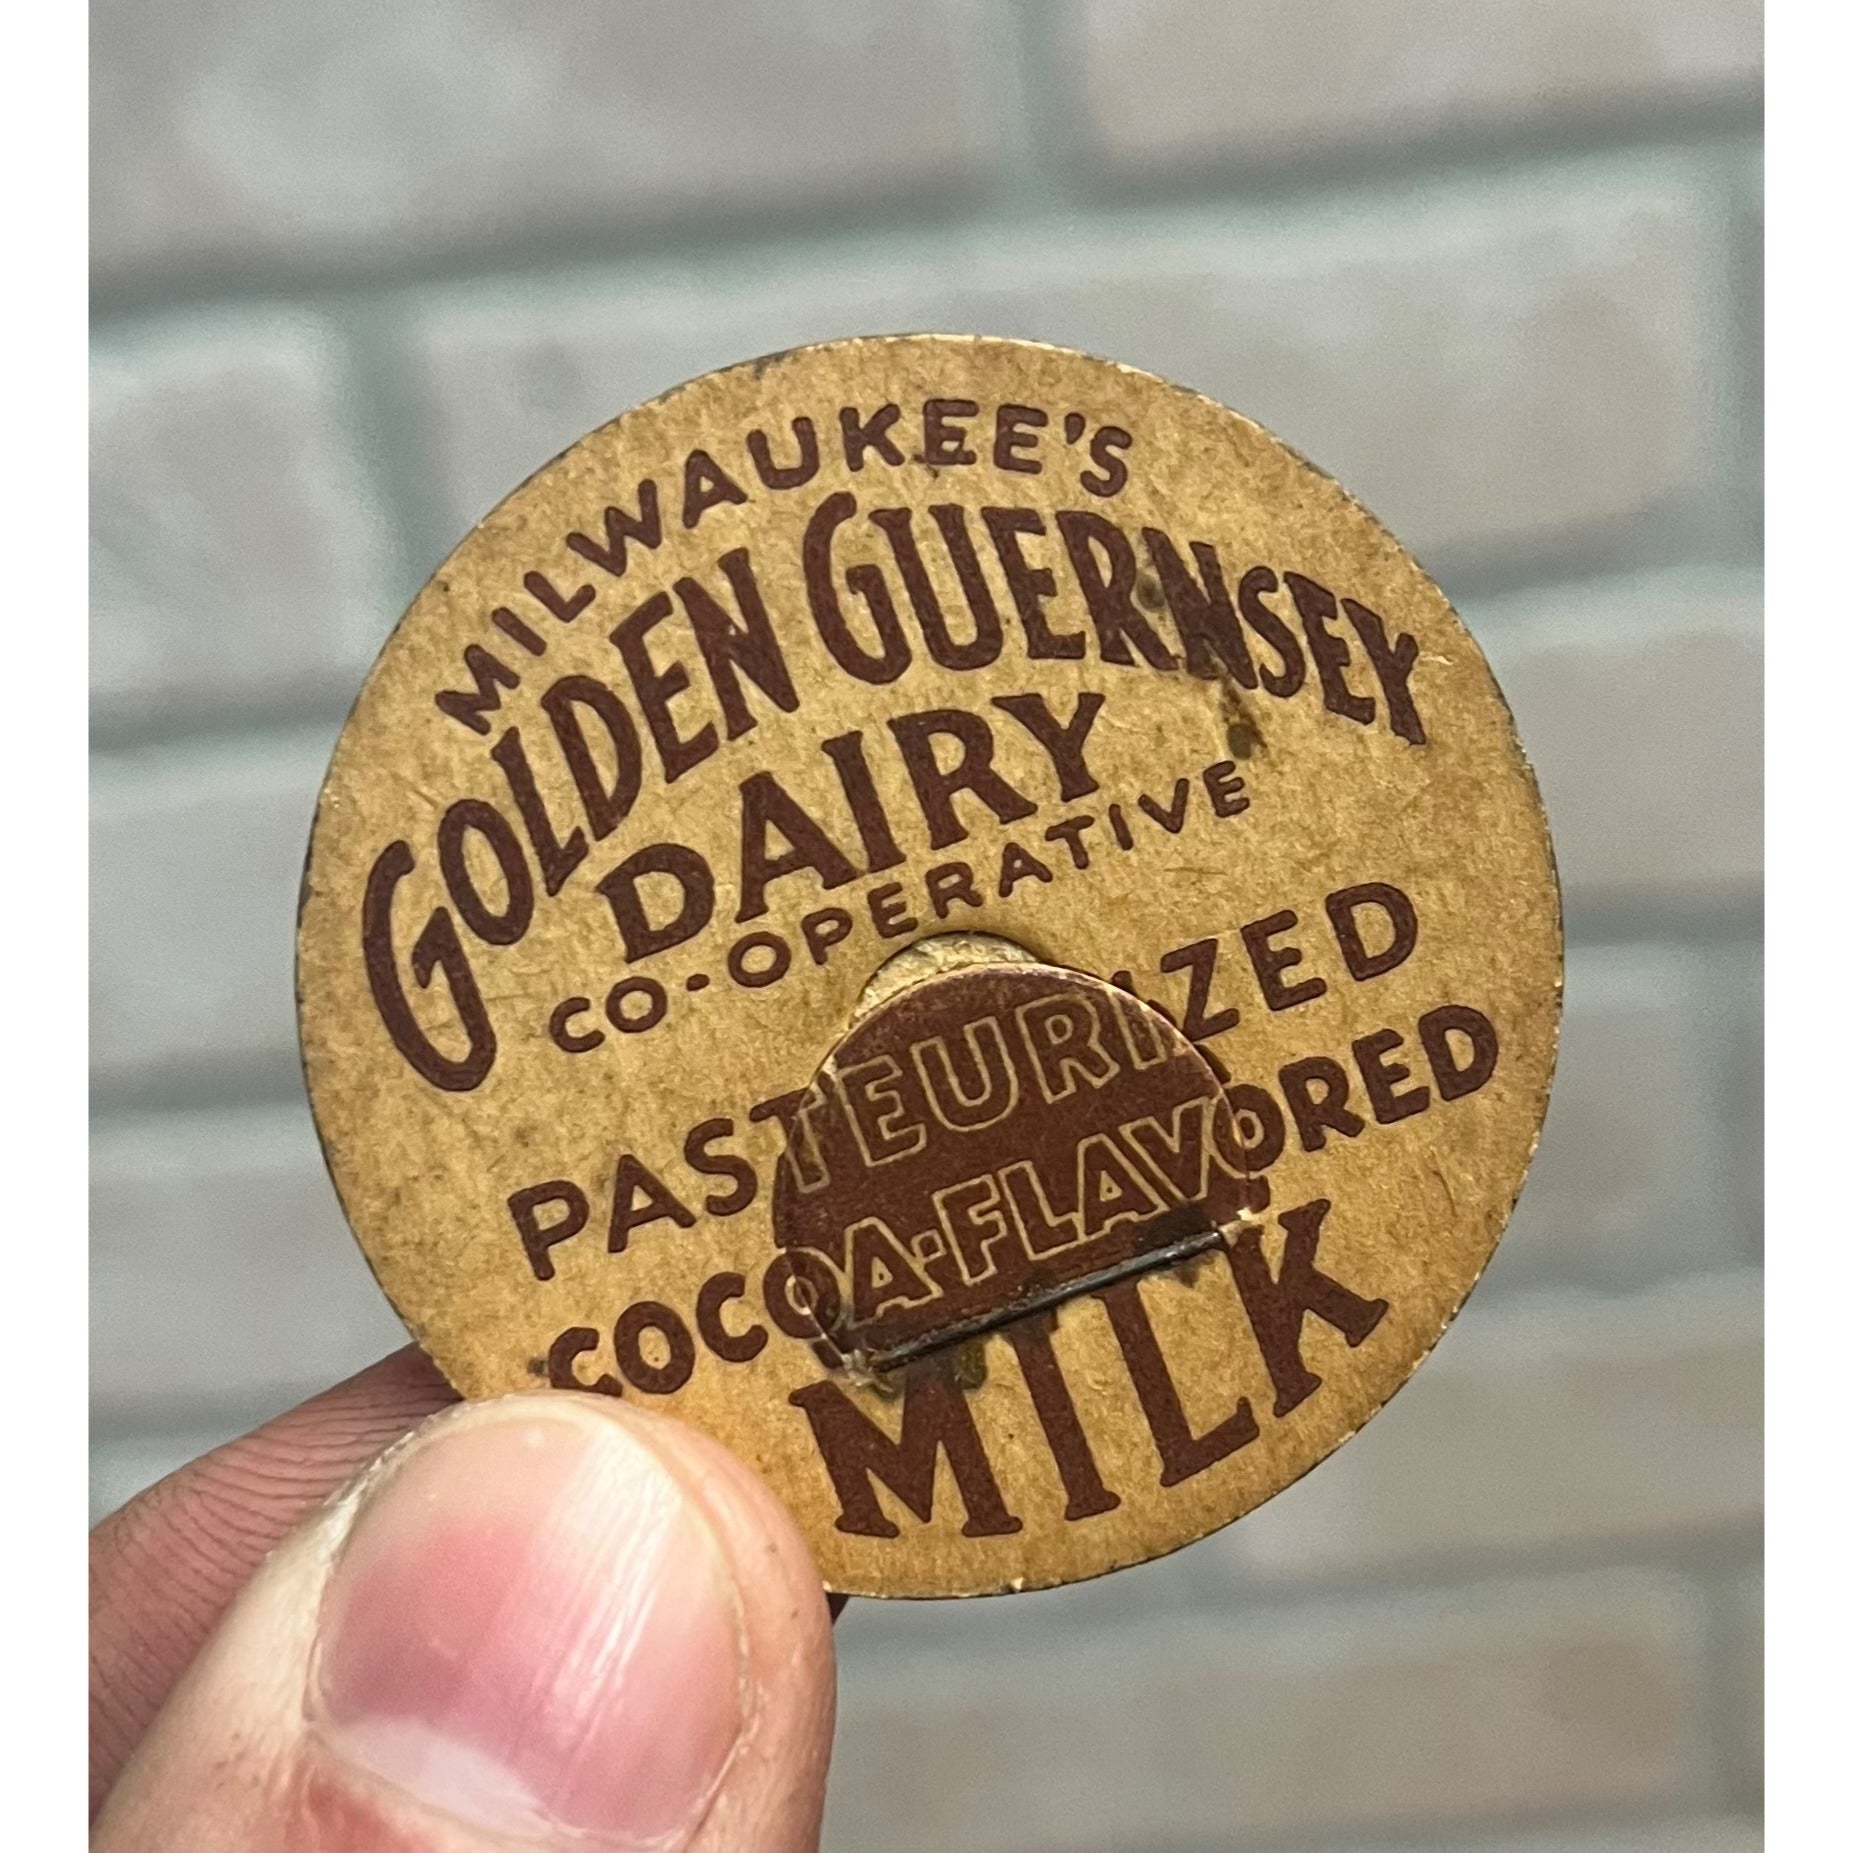 MILWAUKEE'S
GOLDEN GUERNSEY
DAIRY
CO-OPERATIVE
PASTEURIZED
COCOA-FLAVORED
MILK